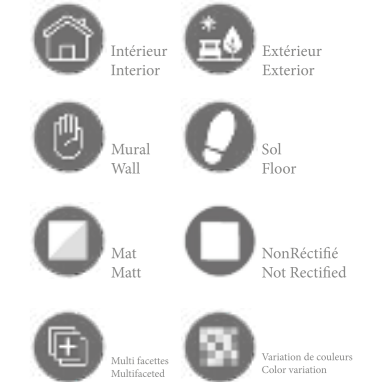 Intérieur
Interior
Extérieur
Exterior
Mural
Wall
Sol
Floor
Mat
Matt
NonRéctifié
Not Rectified
Multi facettes
Multifaceted
Variation de couleurs
Color variation